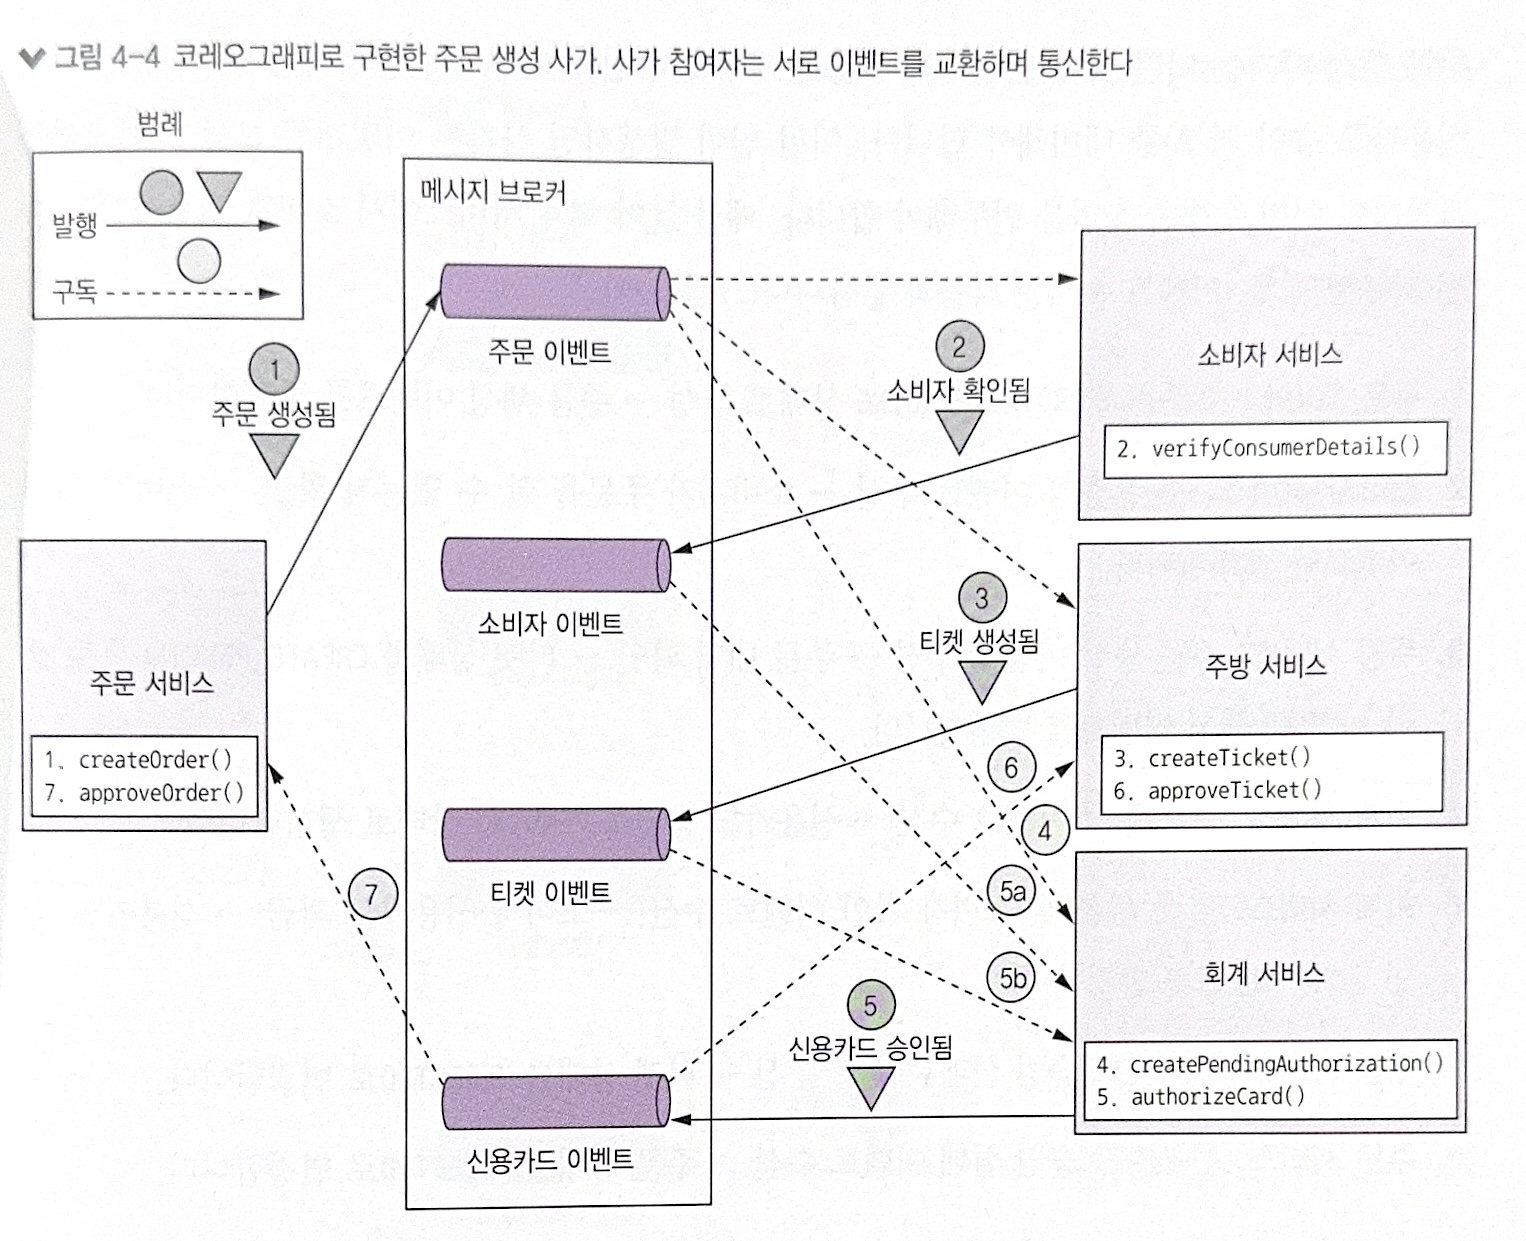 그림 4-4 코레오그래피로 구현한 주문 생성 사가. 사가 참여자는 서로 이벤트를 교환하며 통신한다
범례
발행
구독
메시지 브로커
주문 이벤트
소비자 이벤트
티켓 이벤트
신용카드 이벤트
1
주문 생성됨
2
소비자 확인됨
소비자 서비스
2. verifyConsumerDetails()
3
티켓 생성됨
주방 서비스
3. createTicket()
6. approveTicket()
주문 서비스
1. createOrder()
7. approveOrder()
6
4
7
5a
5b
5
신용카드 승인됨
회계 서비스
4. createPendingAuthorization()
5. authorizeCard()